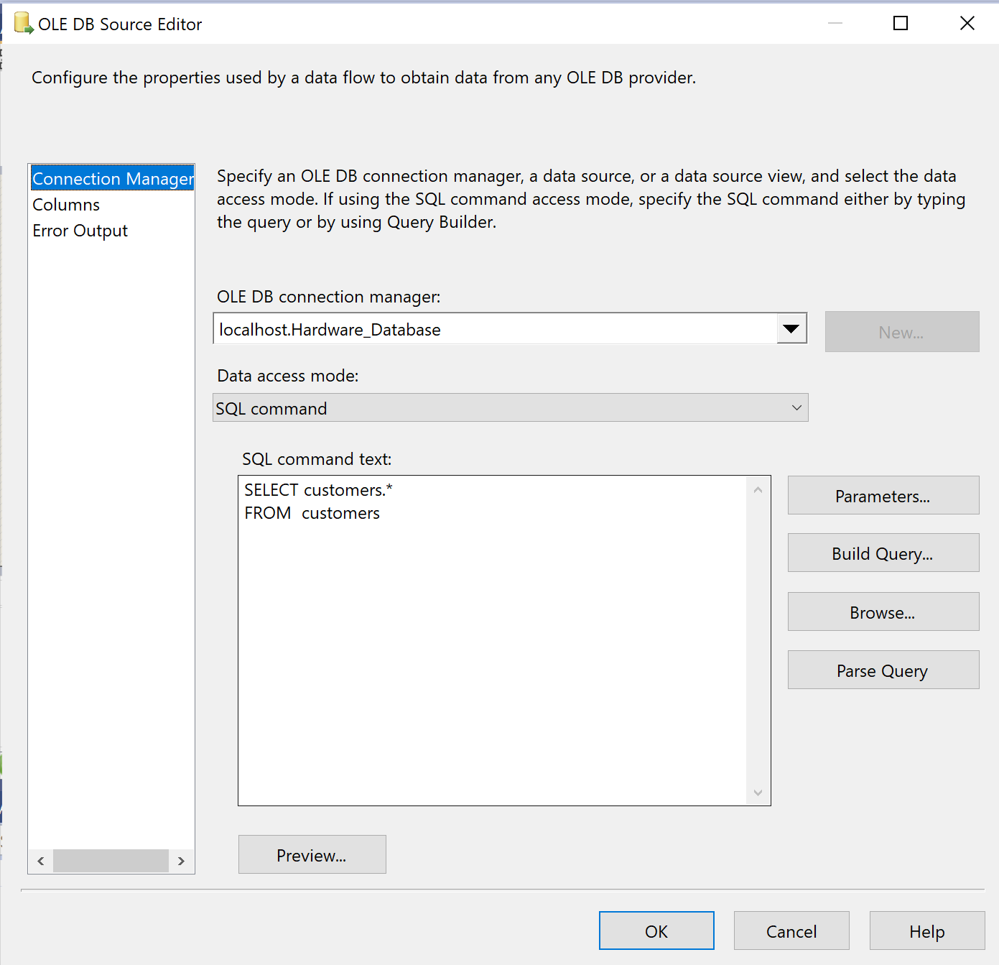 OLE DB Source Editor
Configure the properties used by a data flow to obtain data from any OLE DB provider.
Connection Manager
Columns
Error Output
Specify an OLE DB connection manager, a data source, or a data source view, and select the data
access mode. If using the SQL command access mode, specify the SQL command either by typing
the query or by using Query Builder.
OLE DB connection manager:
localhost.Hardware_Database
New...
Data access mode:
SQL command
SQL command text:
SELECT customers.*
FROM  customers
Parameters...
Build Query...
Browse...
Parse Query
Preview...
OK
Cancel
Help